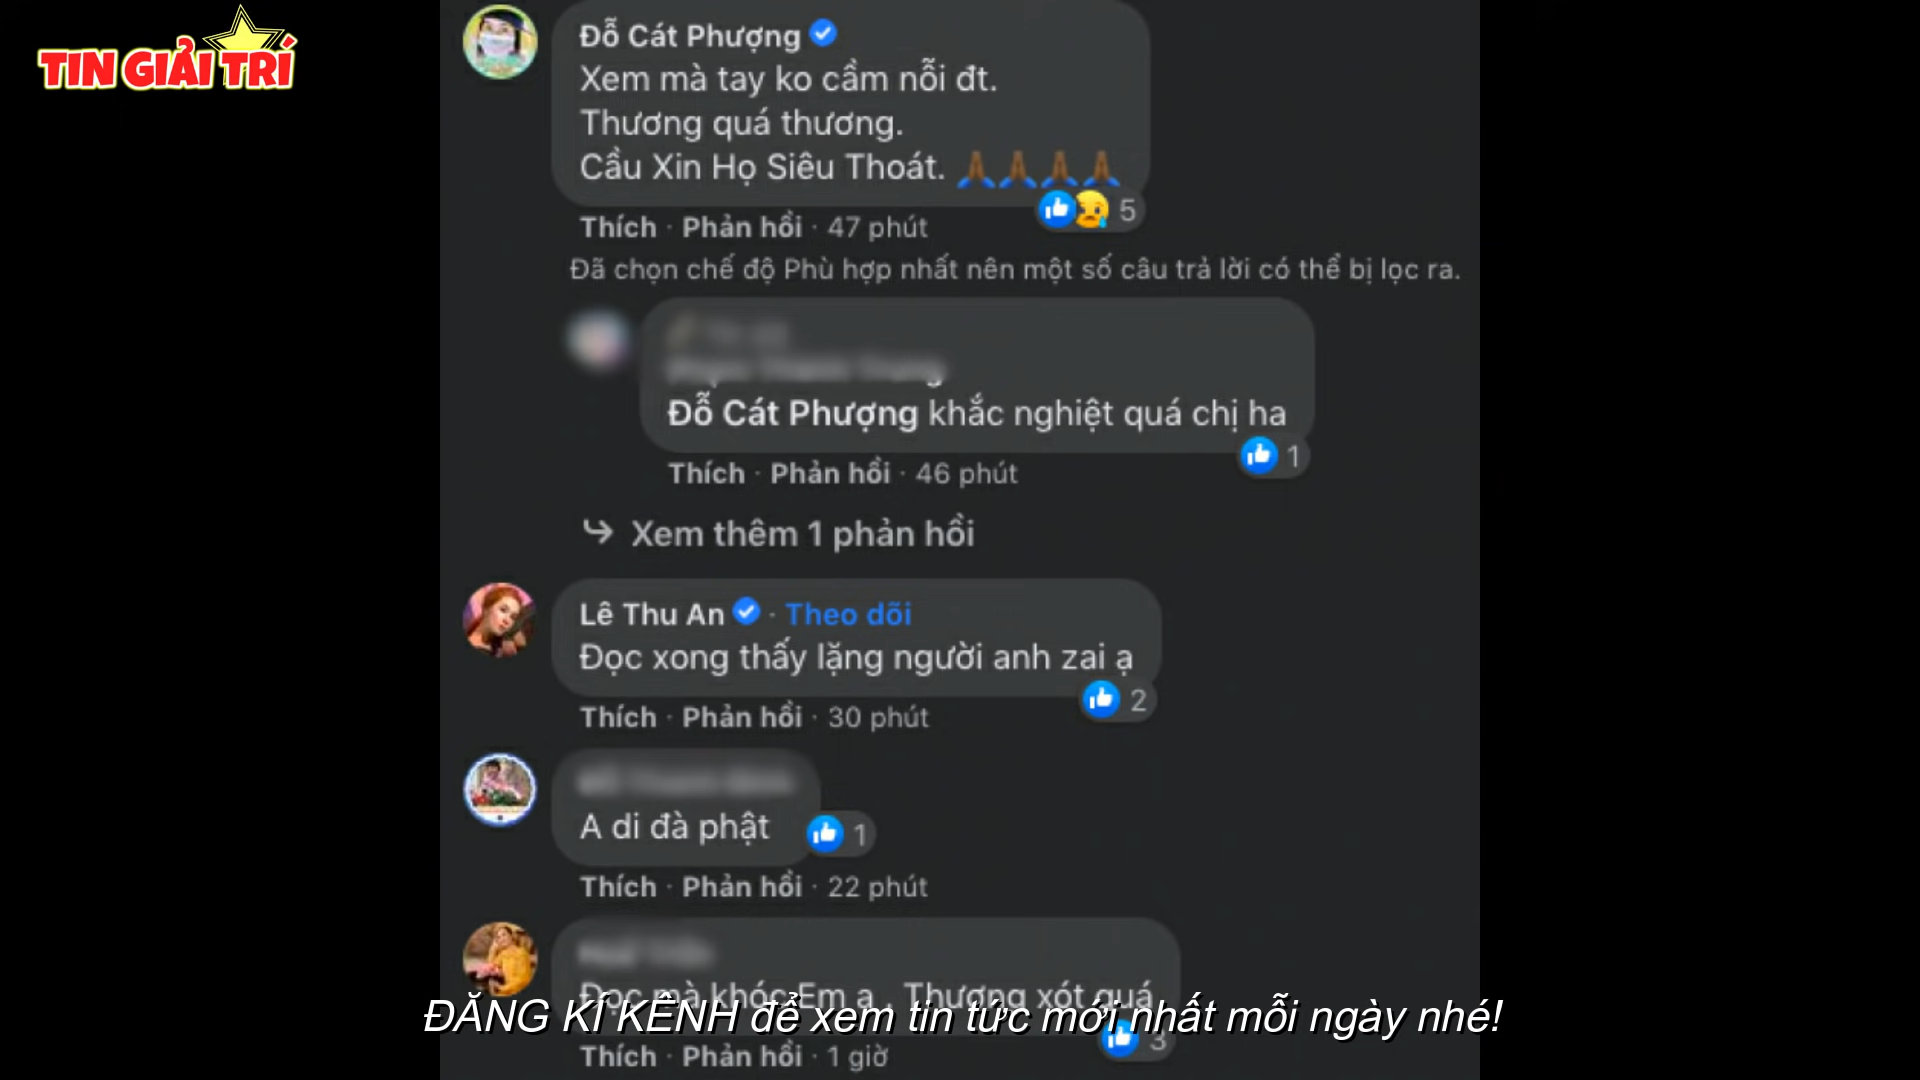 TIN GIẢI TRÍ
Đỗ Cát Phượng
Xem mà tay ko cầm nỗi đt.
Thương quá thương.
Cầu Xin Họ Siêu Thoát. 🙏🏾🙏🏾🙏🏾🙏🏾
5
Thích · Phản hồi · 47 phút
Đã chọn chế độ Phù hợp nhất nên một số câu trả lời có thể bị lọc ra.
Đỗ Cát Phượng khắc nghiệt quá chị ha
1
Thích · Phản hồi · 46 phút
Xem thêm 1 phản hồi
Lê Thu An · Theo dõi
Đọc xong thấy lặng người anh zai ạ
2
Thích · Phản hồi · 30 phút
A di đà phật
1
Thích · Phản hồi · 22 phút
Đọc mà khóc Em ạ . Thương xót quá
ĐĂNG KÍ KÊNH để xem tin tức mới nhất mỗi ngày nhé!
3
Thích · Phản hồi · 1 giờ